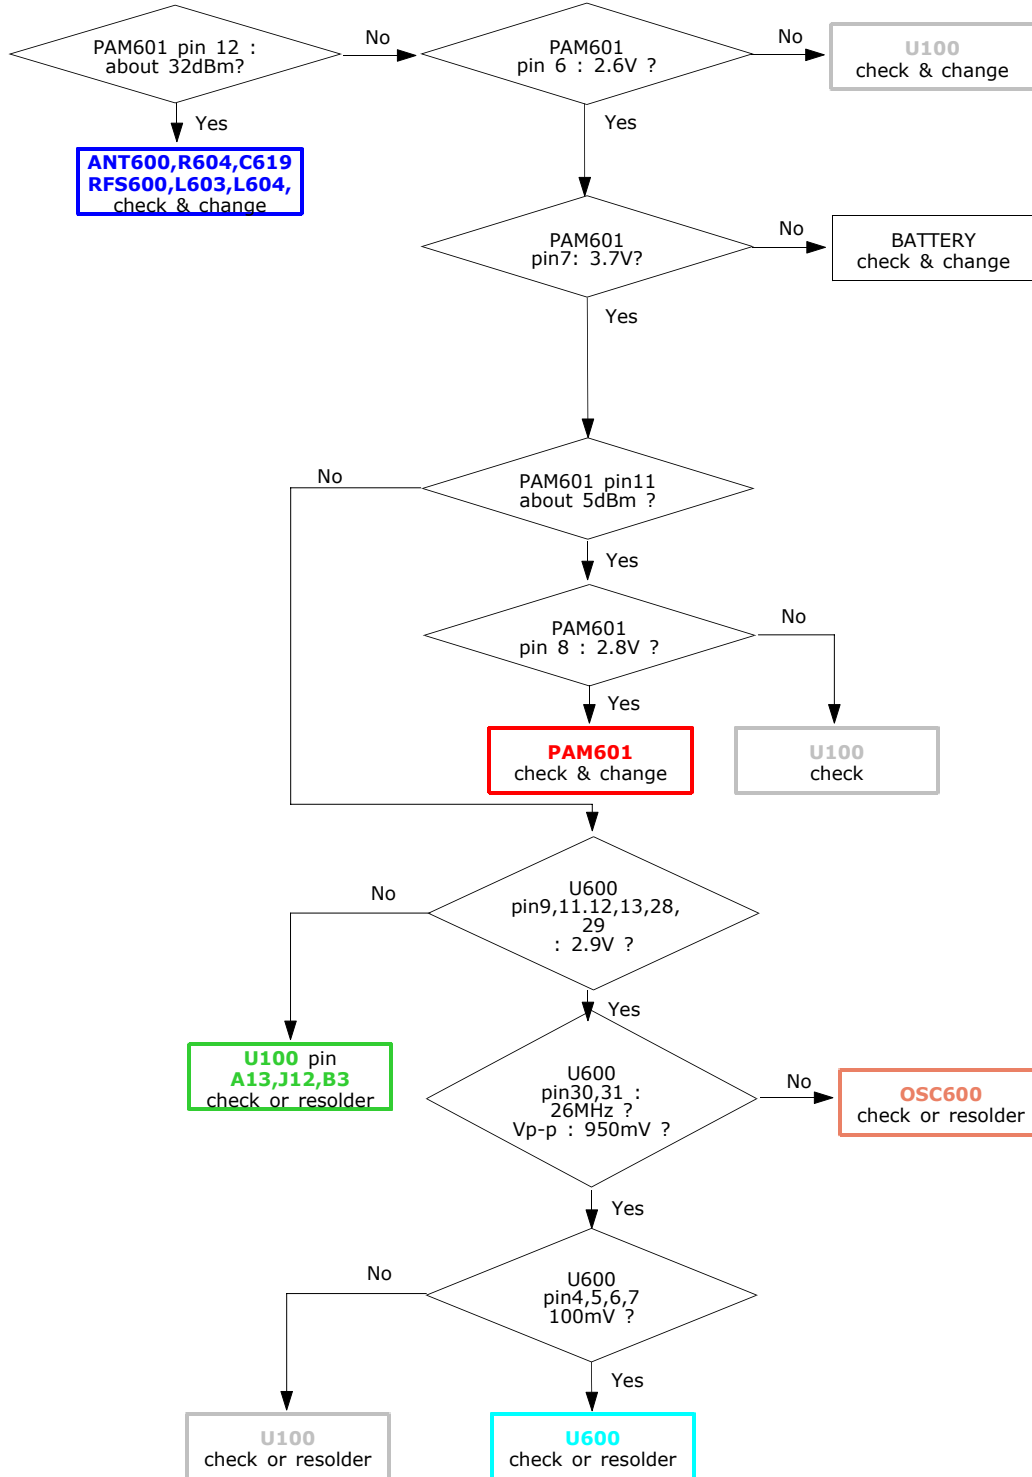 PAM601 pin 12 :
about 32dBm?
No
PAM601
pin 6 : 2.6V ?
No
U100
check & change
Yes
Yes
ANT600,R604,C619
RFS600,L603,L604,
check & change
PAM601
pin7: 3.7V?
No
BATTERY
check & change
Yes
No
PAM601 pin11
about 5dBm ?
Yes
PAM601
pin 8 : 2.8V ?
No
Yes
PAM601
check & change
U100
check
No
U600
pin9,11.12,13,28,
29
: 2.9V ?
Yes
U100 pin
A13,J12,B3
check or resolder
U600
pin30,31 :
26MHz ?
Vp-p : 950mV ?
No
OSC600
check or resolder
Yes
No
U600
pin4,5,6,7
100mV ?
Yes
U100
check or resolder
U600
check or resolder